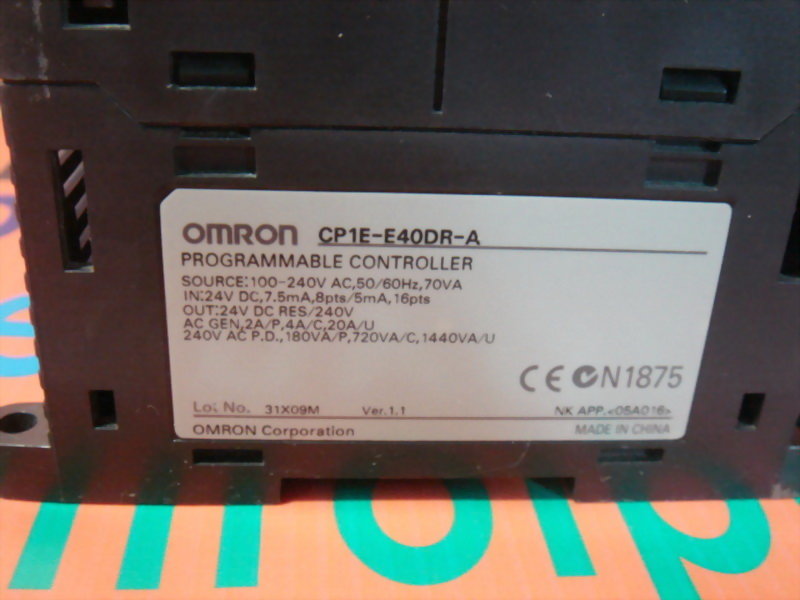 OMRON CP1E-E40DR-A
PROGRAMMABLE CONTROLLER
SOURCE:100-240V AC,50/60Hz,70VA
IN:24V DC,7.5mA,8pts/5mA,16pts
OUT:24V DC RES/240V
AC GEN,2A/P,4A/C,20A/U
240V AC P.D.,180VA/P,720VA/C,1440VA/U
CE N1875
Lot No. 31X09M Ver.1.1 NK APP.<05A016>
OMRON Corporation MADE IN CHINA